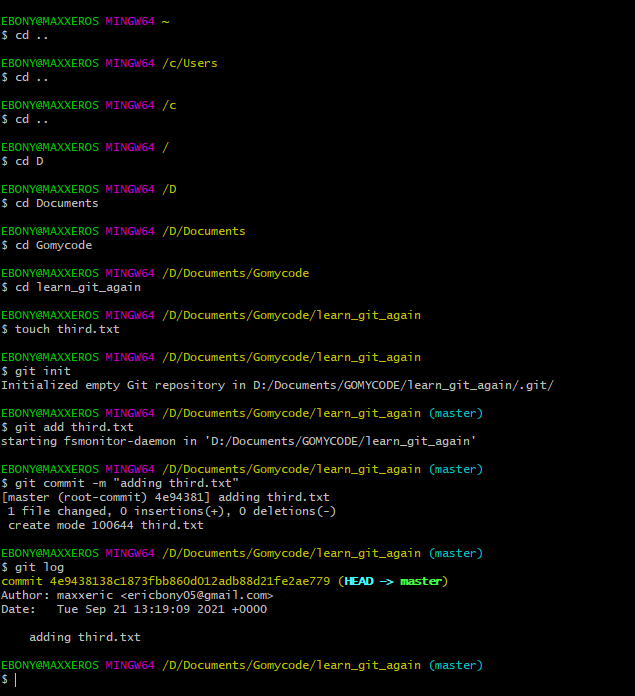 EBONY@MAXXEROS MINGW64 ~
$ cd ..
EBONY@MAXXEROS MINGW64 /c/Users
$ cd ..
EBONY@MAXXEROS MINGW64 /c
$ cd ..
EBONY@MAXXEROS MINGW64 /
$ cd D
EBONY@MAXXEROS MINGW64 /D
$ cd Documents
EBONY@MAXXEROS MINGW64 /D/Documents
$ cd Gomycode
EBONY@MAXXEROS MINGW64 /D/Documents/Gomycode
$ cd learn_git_again
EBONY@MAXXEROS MINGW64 /D/Documents/Gomycode/learn_git_again
$ touch third.txt
EBONY@MAXXEROS MINGW64 /D/Documents/Gomycode/learn_git_again
$ git init
Initialized empty Git repository in D:/Documents/GOMYCODE/learn_git_again/.git/
EBONY@MAXXEROS MINGW64 /D/Documents/Gomycode/learn_git_again (master)
$ git add third.txt
starting fsmonitor-daemon in 'D:/Documents/GOMYCODE/learn_git_again'
EBONY@MAXXEROS MINGW64 /D/Documents/Gomycode/learn_git_again (master)
$ git commit -m "adding third.txt"
[master (root-commit) 4e94381] adding third.txt
1 file changed, 0 insertions(+), 0 deletions(-)
create mode 100644 third.txt
EBONY@MAXXEROS MINGW64 /D/Documents/Gomycode/learn_git_again (master)
$ git log
commit 4e9438138c1873fbb860d012adb88d21fe2ae779 (HEAD -> master)
Author: maxxeric <ericbony05@gmail.com>
Date:   Tue Sep 21 13:19:09 2021 +0000
adding third.txt
EBONY@MAXXEROS MINGW64 /D/Documents/Gomycode/learn_git_again (master)
$